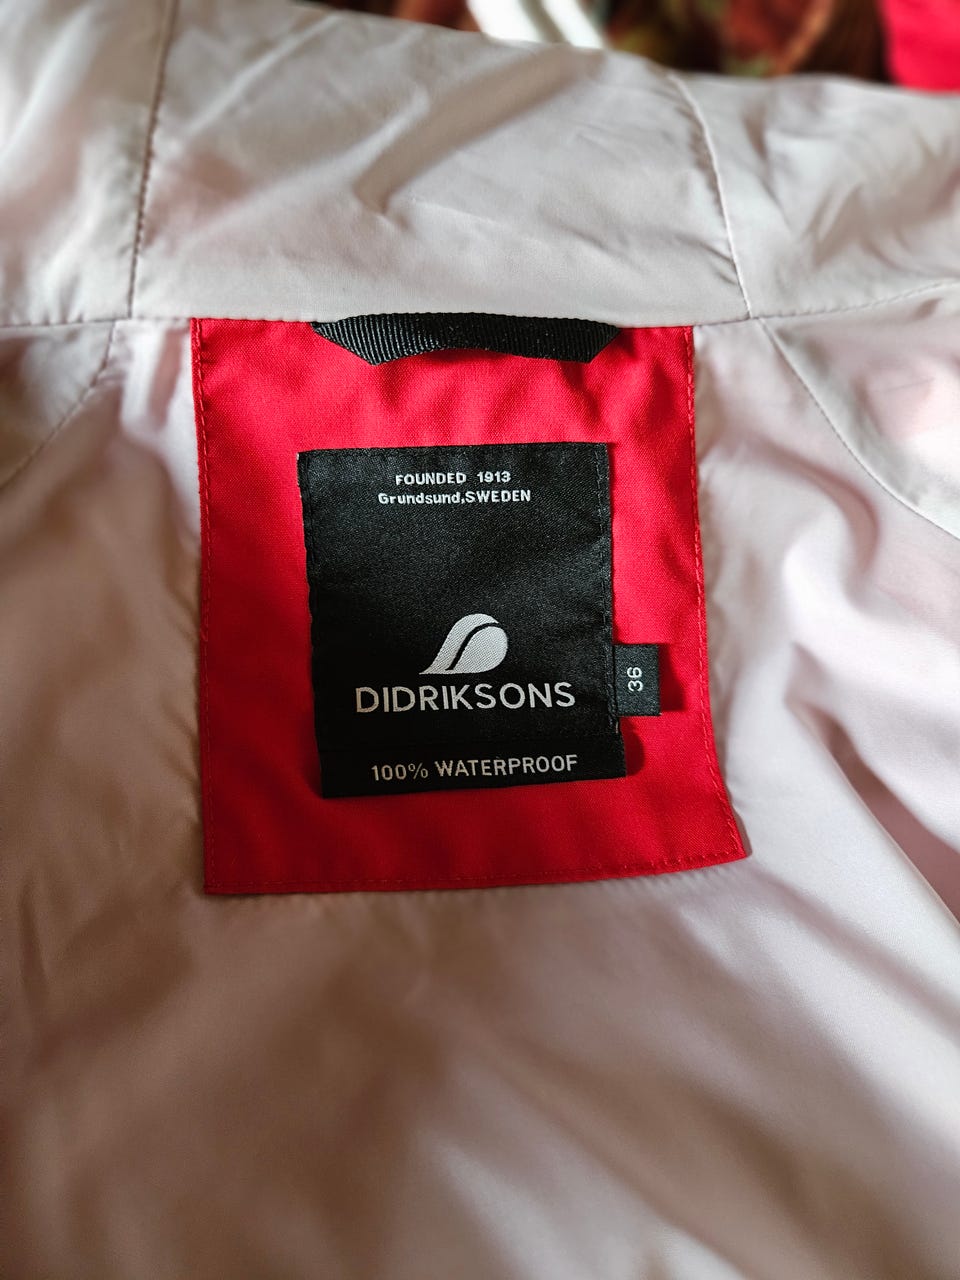 FOUNDED 1913
Grundsund,SWEDEN
DIDRIKSONS
36
100% WATERPROOF